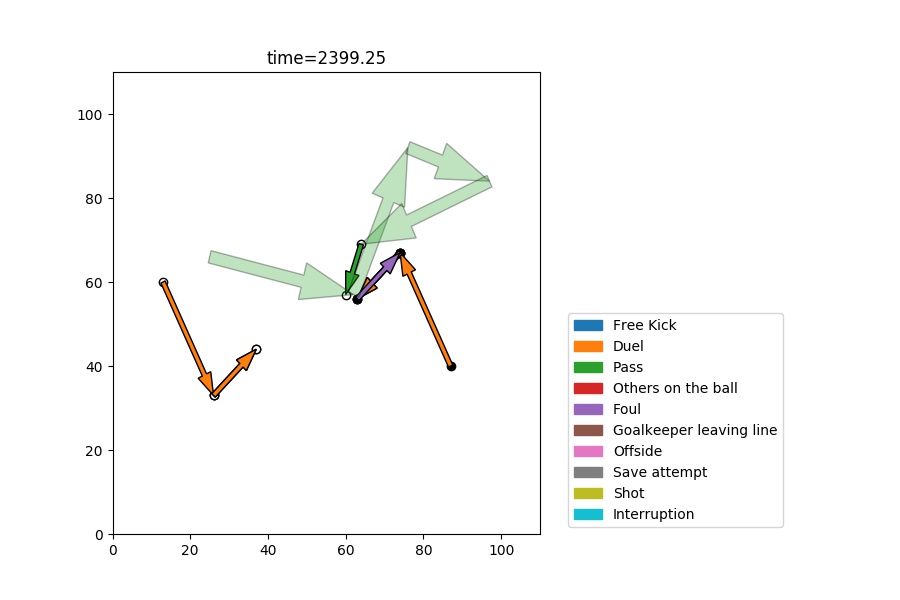 time=2399.25
100
80
60
40
20
0
0 20 40 60 80 100
Free Kick
Duel
Pass
Others on the ball
Foul
Goalkeeper leaving line
Offside
Save attempt
Shot
Interruption